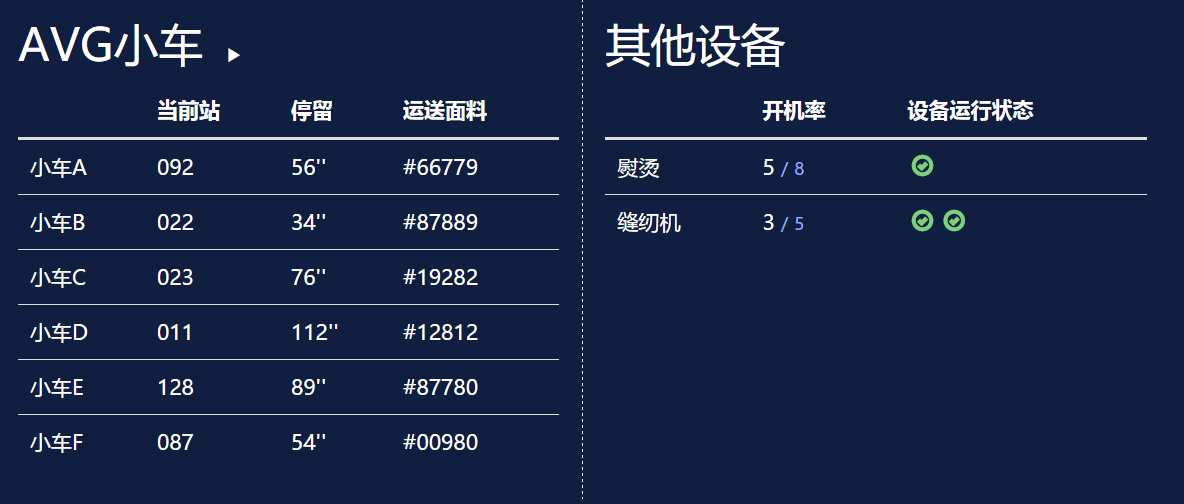 AVG小车
当前站 停留 运送面料
小车A 092 56'' #66779
小车B 022 34'' #87889
小车C 023 76'' #19282
小车D 011 112'' #12812
小车E 128 89'' #87780
小车F 087 54'' #00980
其他设备
开机率 设备运行状态
熨烫 5 / 8
缝纫机 3 / 5